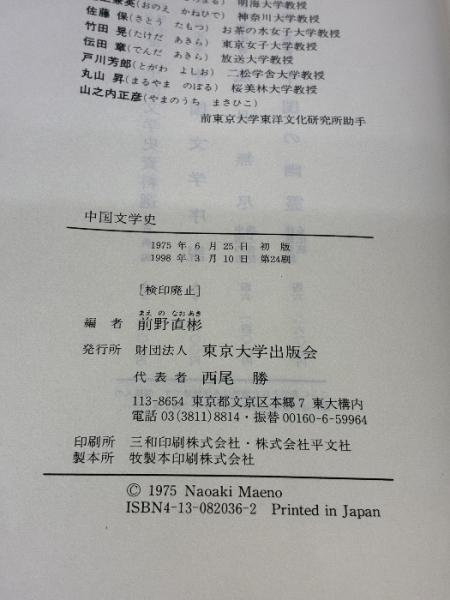 佐藤 保(さとう たもつ) お茶の水女子大学教授
竹田 晃(たけだ あきら) 東京女子大学教授
伝田 章(でんだ あきら) 放送大学教授
戸川芳郎(とがわ よしお) 二松学舎大学教授
丸山 昇(まるやま のぼる) 桜美林大学教授
山之内正彦(やまのうち まさひこ)
前東京大学東洋文化研究所助手
中国文学史
1975 年 6 月 25 日 初 版
1998 年 3 月 10 日 第24刷
[検印廃止]
まえ の なお あき
編 者 前野直彬
発行所 財団法人 東京大学出版会
代 表 者 西尾 勝
113-8654 東京都文京区本郷 7 東大構内
電話 03(3811)8814・振替 00160-6-59964
印刷所 三和印刷株式会社・株式会社平文社
製本所 牧製本印刷株式会社
© 1975 Naoaki Maeno
ISBN4-13-082036-2 Printed in Japan